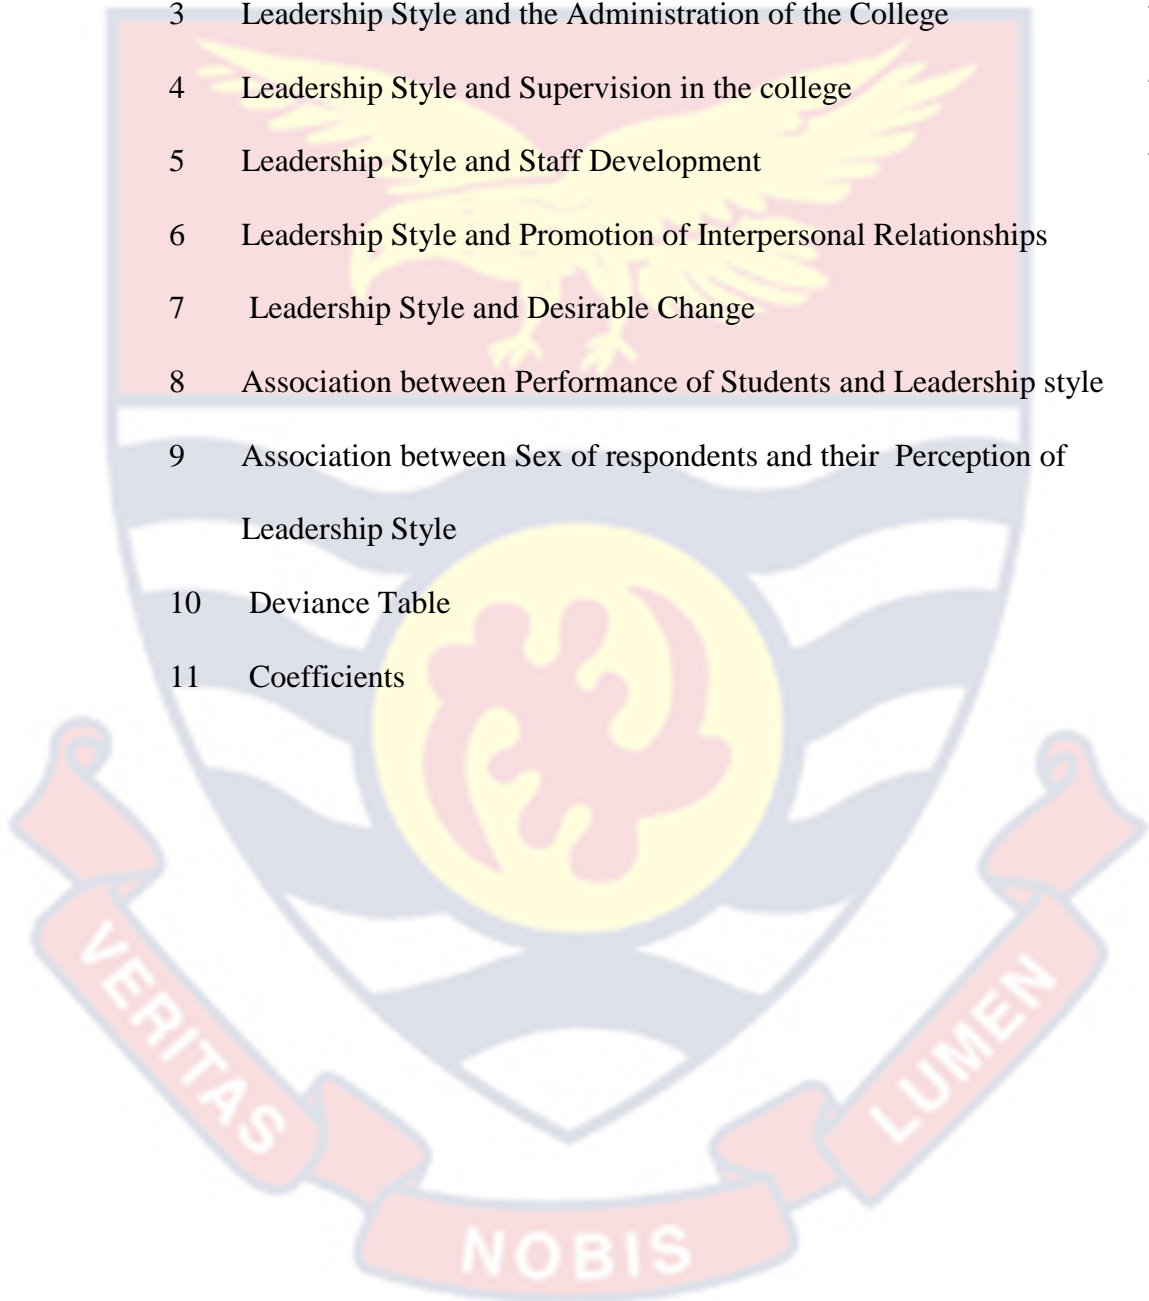 3 Leadership Style and the Administration of the College
4 Leadership Style and Supervision in the college
5 Leadership Style and Staff Development
6 Leadership Style and Promotion of Interpersonal Relationships
7 Leadership Style and Desirable Change
8 Association between Performance of Students and Leadership style
9 Association between Sex of respondents and their Perception of
Leadership Style
10 Deviance Table
11 Coefficients
VERITAS
NOBIS
LUMEN